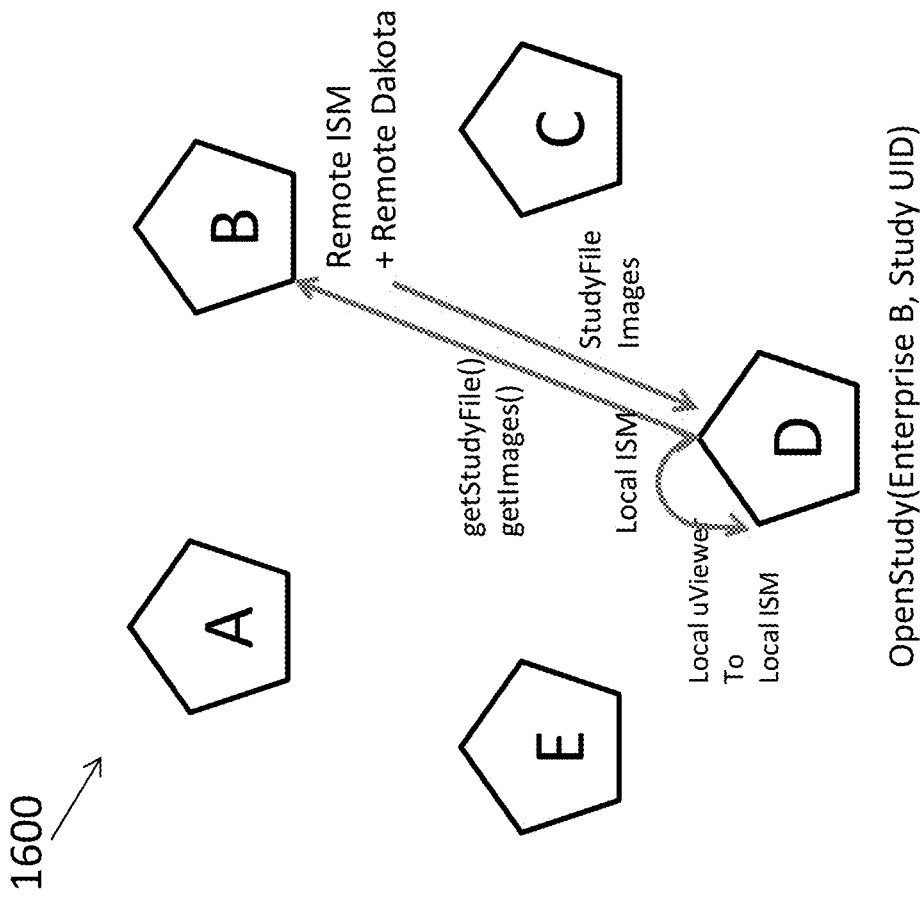 1600
A
B
Remote ISM
+ Remote Dakota
getStudyFile()
getImages()
StudyFile
Images
C
E
Local ISM
Local uViewe
To
Local ISM
D
OpenStudy(Enterprise B, Study UID)